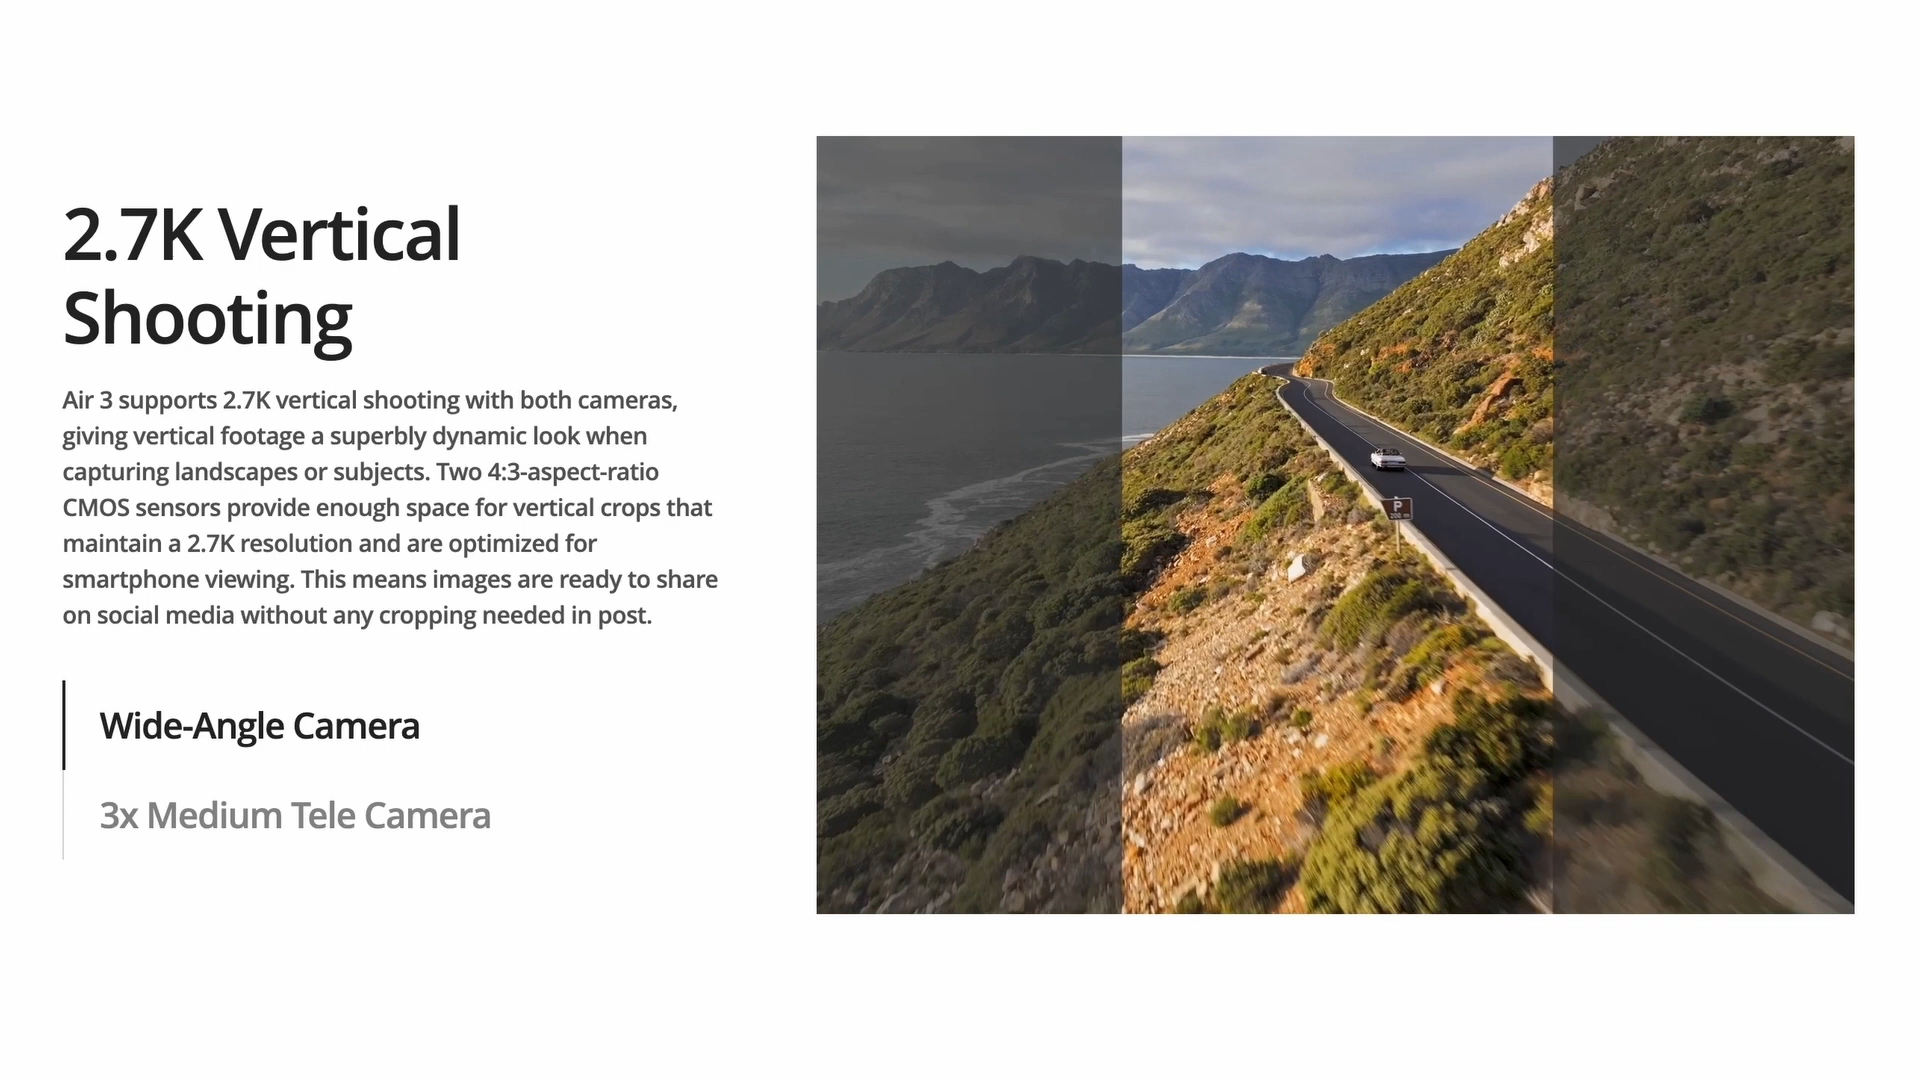 2.7K Vertical
Shooting
Air 3 supports 2.7K vertical shooting with both cameras,
giving vertical footage a superbly dynamic look when
capturing landscapes or subjects. Two 4:3-aspect-ratio
CMOS sensors provide enough space for vertical crops that
maintain a 2.7K resolution and are optimized for
smartphone viewing. This means images are ready to share
on social media without any cropping needed in post.
Wide-Angle Camera
3x Medium Tele Camera
P
200 m